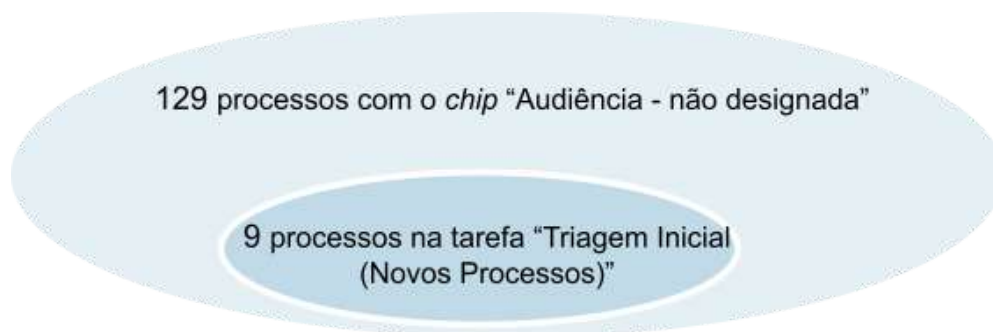 129 processos com o chip “Audiência - não designada”
9 processos na tarefa “Triagem Inicial
(Novos Processos)”